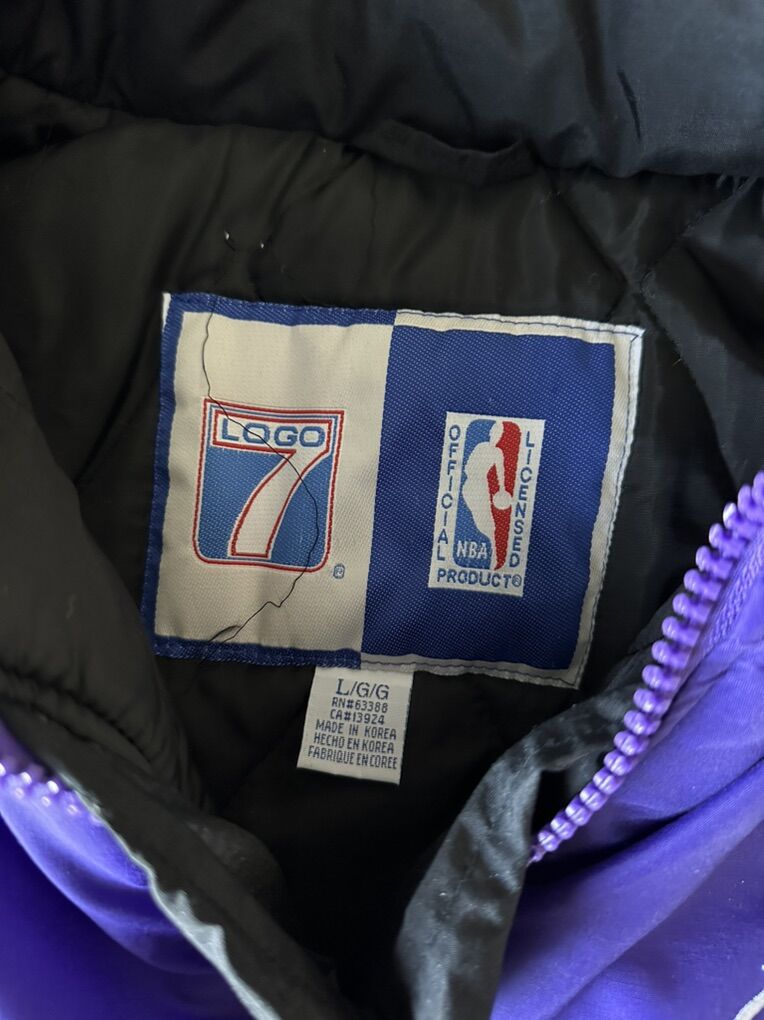 LOGO
7
®
OFFICIAL
LICENSED
NBA
PRODUCT®
L/G/G
RN#63388
CA#13924
MADE IN KOREA
HECHO EN KOREA
FABRIQUE EN COREE